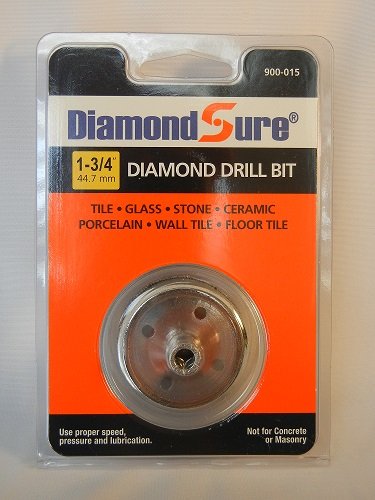 900-015
DiamondSure®
1-3/4"
44.7 mm
DIAMOND DRILL BIT
TILE • GLASS • STONE • CERAMIC
PORCELAIN • WALL TILE • FLOOR TILE
Use proper speed,
pressure and lubrication.
Not for Concrete
or Masonry